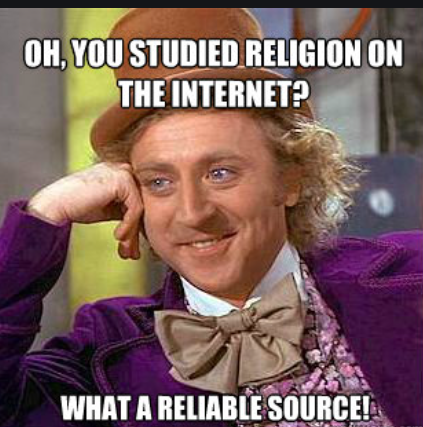 OH, YOU STUDIED RELIGION ON
THE INTERNET?
WHAT A RELIABLE SOURCE!